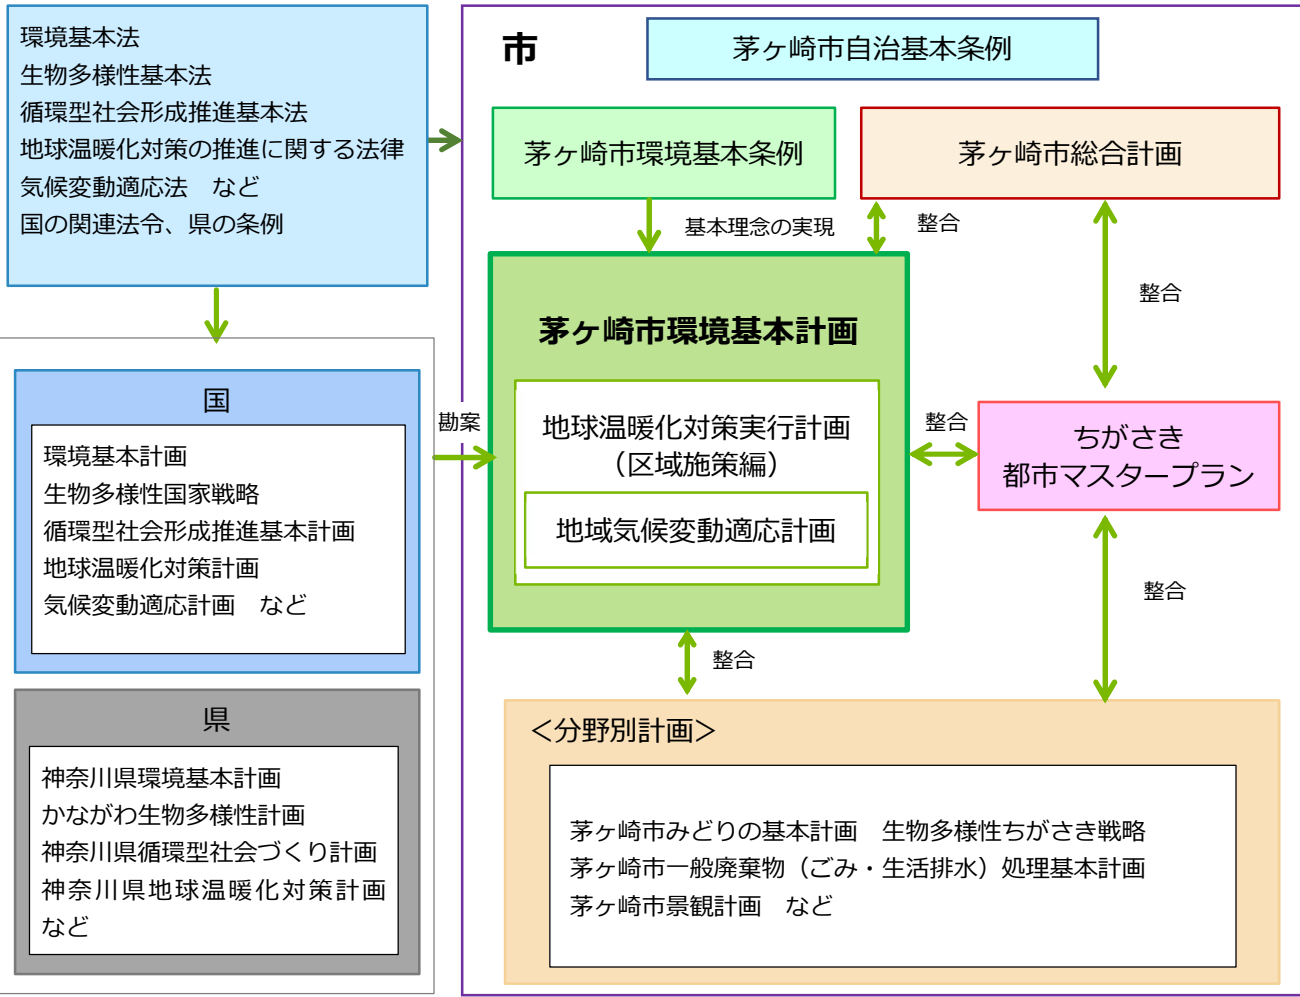 環境基本法
生物多様性基本法
循環型社会形成推進基本法
地球温暖化対策の推進に関する法律
気候変動適応法　など
国の関連法令、県の条例
国
環境基本計画
生物多様性国家戦略
循環型社会形成推進基本計画
地球温暖化対策計画
気候変動適応計画　など
県
神奈川県環境基本計画
かながわ生物多様性計画
神奈川県循環型社会づくり計画
神奈川県地球温暖化対策計画
など
勘案
市
茅ヶ崎市自治基本条例
茅ヶ崎市環境基本条例
茅ヶ崎市総合計画
基本理念の実現
整合
整合
茅ヶ崎市環境基本計画
地球温暖化対策実行計画
（区域施策編）
地域気候変動適応計画
整合
ちがさき
都市マスタープラン
整合
整合
＜分野別計画＞
茅ヶ崎市みどりの基本計画　生物多様性ちがさき戦略
茅ヶ崎市一般廃棄物（ごみ・生活排水）処理基本計画
茅ヶ崎市景観計画　など